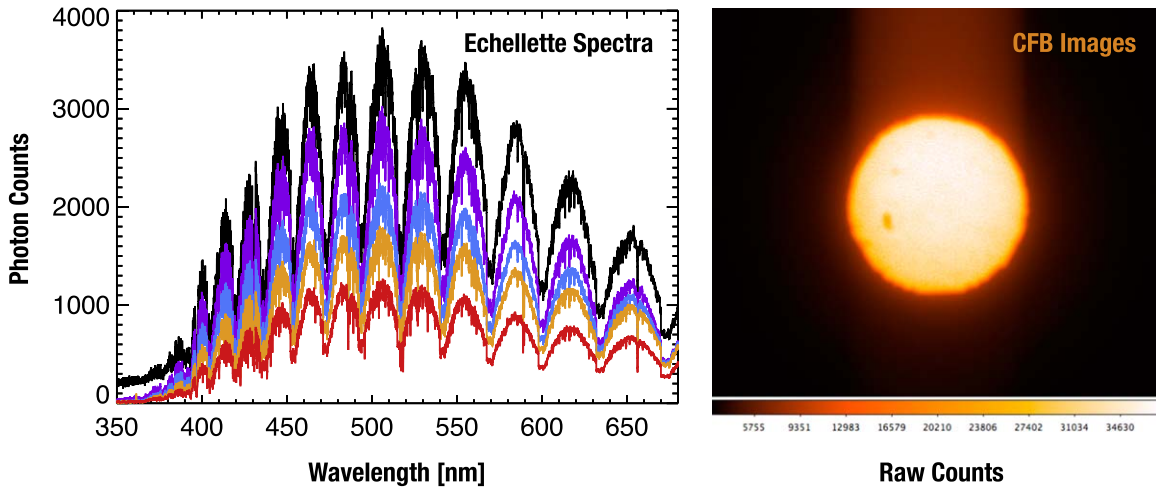 Echellette Spectra
Photon Counts
4000
3000
2000
1000
0
350 400 450 500 550 600 650
Wavelength [nm]
CFB Images
5755 9351 12983 16579 20210 23806 27402 31034 34630
Raw Counts